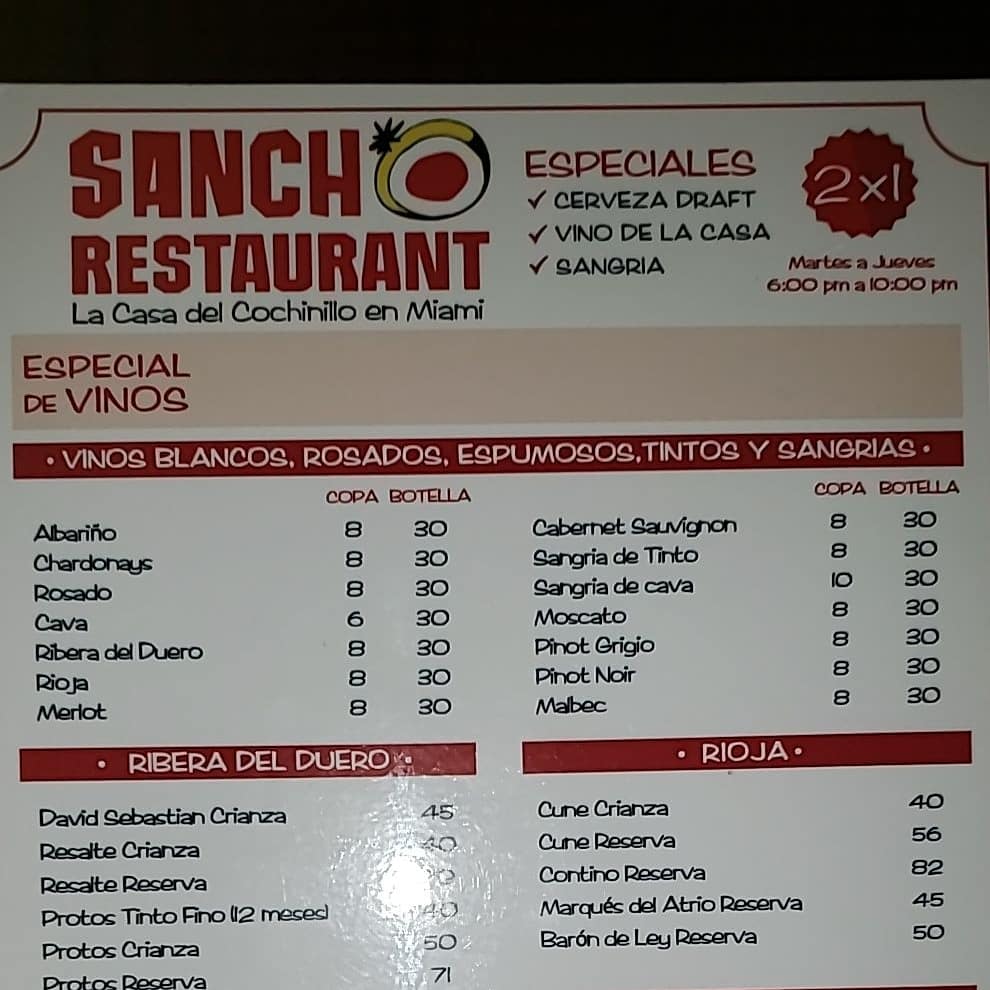 SANCHO
RESTAURANT
La Casa del Cochinillo en Miami
ESPECIALES
✓ CERVEZA DRAFT
✓ VINO DE LA CASA
✓ SANGRIA
2x1
Martes a Jueves
6:00 pm a 10:00 pm
ESPECIAL
DE VINOS
• VINOS BLANCOS, ROSADOS, ESPUMOSOS,TINTOS Y SANGRIAS •
COPA BOTELLA
Albariño 8 30
Chardonays 8 30
Rosado 8 30
Cava 6 30
Ribera del Duero 8 30
Rioja 8 30
Merlot 8 30
COPA BOTELLA
Cabernet Sauvignon 8 30
Sangria de Tinto 8 30
Sangria de cava 10 30
Moscato 8 30
Pinot Grigio 8 30
Pinot Noir 8 30
Malbec 8 30
• RIBERA DEL DUERO •
David Sebastian Crianza 45
Resalte Crianza 40
Resalte Reserva
Protos Tinto Fino (12 meses) 40
Protos Crianza 50
Protos Reserva 71
• RIOJA •
Cune Crianza 40
Cune Reserva 56
Contino Reserva 82
Marqués del Atrio Reserva 45
Barón de Ley Reserva 50